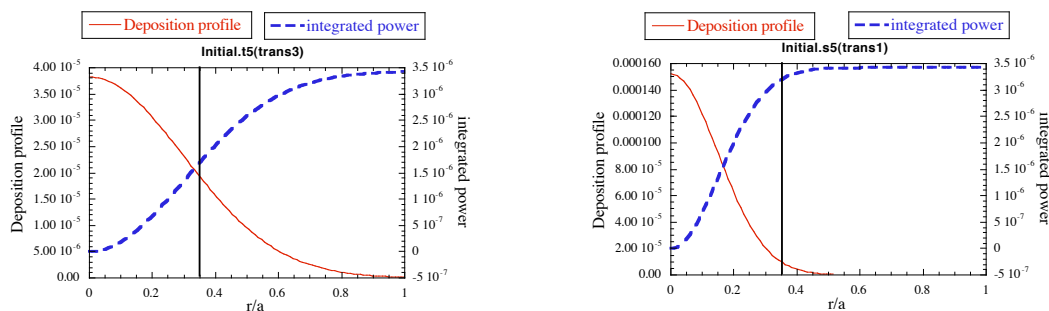 Deposition profile
integrated power
Initial.t5(trans3)
4.00 10⁻⁵
3.50 10⁻⁵
3.00 10⁻⁵
2.50 10⁻⁵
2.00 10⁻⁵
1.50 10⁻⁵
1.00 10⁻⁵
5.00 10⁻⁶
0.00
Deposition profile
3.5 10⁻⁶
3 10⁻⁶
2.5 10⁻⁶
2 10⁻⁶
1.5 10⁻⁶
1 10⁻⁶
5 10⁻⁷
0
-5 10⁻⁷
integrated power
0 0.2 0.4 0.6 0.8 1
r/a
Deposition profile
integrated power
Initial.s5(trans1)
0.000160
0.000140
0.000120
0.000100
8.00 10⁻⁵
6.00 10⁻⁵
4.00 10⁻⁵
2.00 10⁻⁵
0.00
Deposition profile
3.5 10⁻⁶
3 10⁻⁶
2.5 10⁻⁶
2 10⁻⁶
1.5 10⁻⁶
1 10⁻⁶
5 10⁻⁷
0
-5 10⁻⁷
integrated power
0 0.2 0.4 0.6 0.8 1
r/a